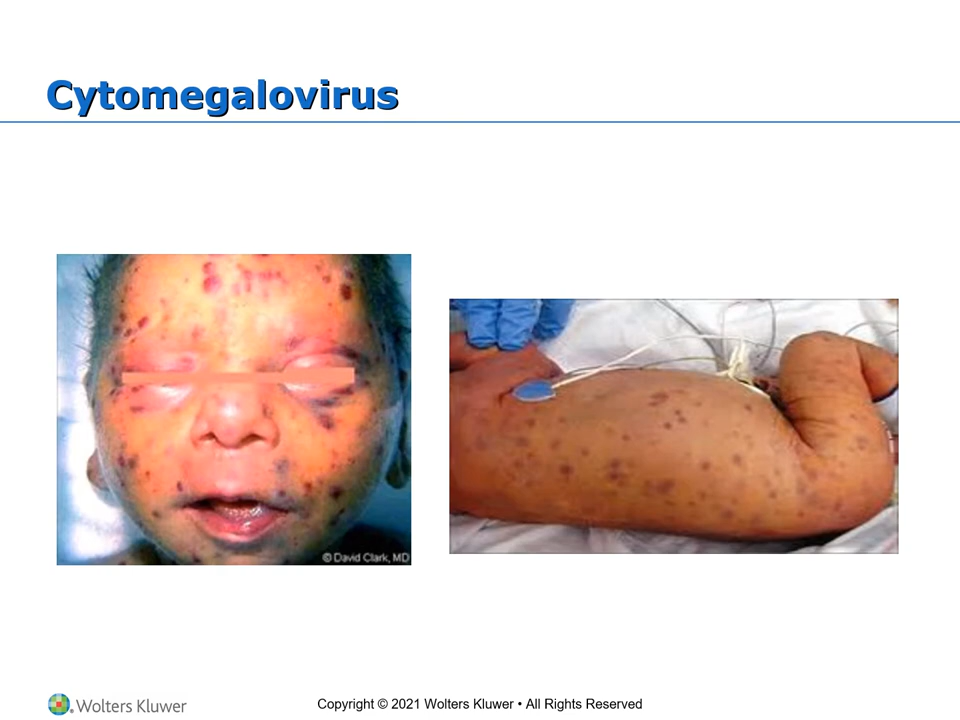 Cytomegalovirus
© David Clark, MD
Wolters Kluwer
Copyright © 2021 Wolters Kluwer • All Rights Reserved